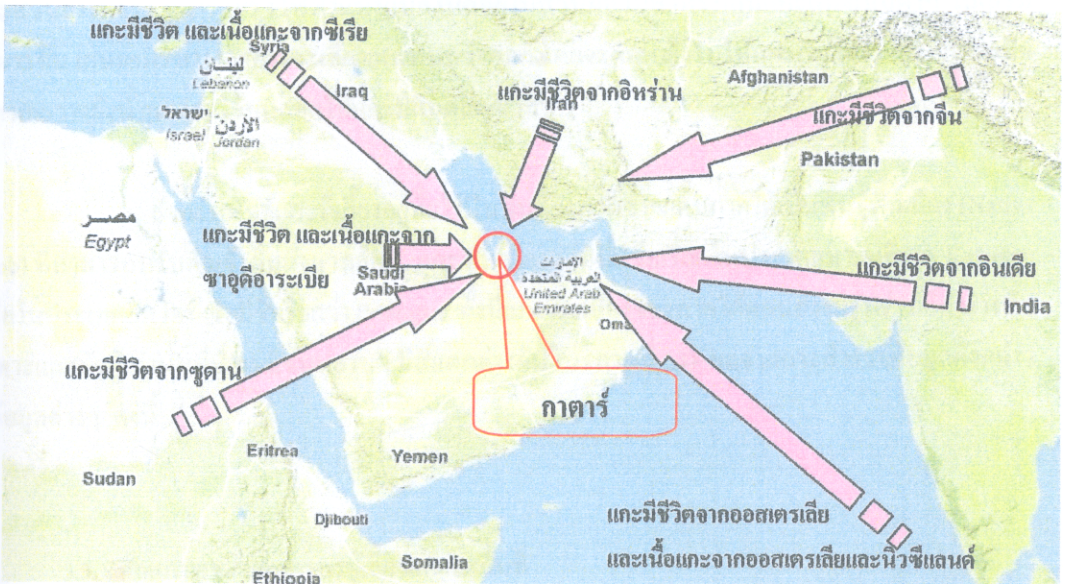 แกะมีชีวิต และเนื้อแกะจากซีเรีย
Syria
لبنان
Lebanon
Iraq
ישראל
Israel
الأردن
Jordan
แกะมีชีวิตจากอิหร่าน
Iran
Afghanistan
แกะมีชีวิตจากจีน
Pakistan
مصر
Egypt
แกะมีชีวิต และเนื้อแกะจาก
ซาอุดีอาระเบีย
Saudi
Arabia
الإمارات
العربية المتحدة
United Arab
Emirates
Oma
แกะมีชีวิตจากอินเดีย
India
แกะมีชีวิตจากซูดาน
กาตาร์
Sudan
Eritrea
Yemen
Djibouti
Somalia
Ethiopia
แกะมีชีวิตจากออสเตรเลีย
และเนื้อแกะจากออสเตรเลียและนิวซีแลนด์